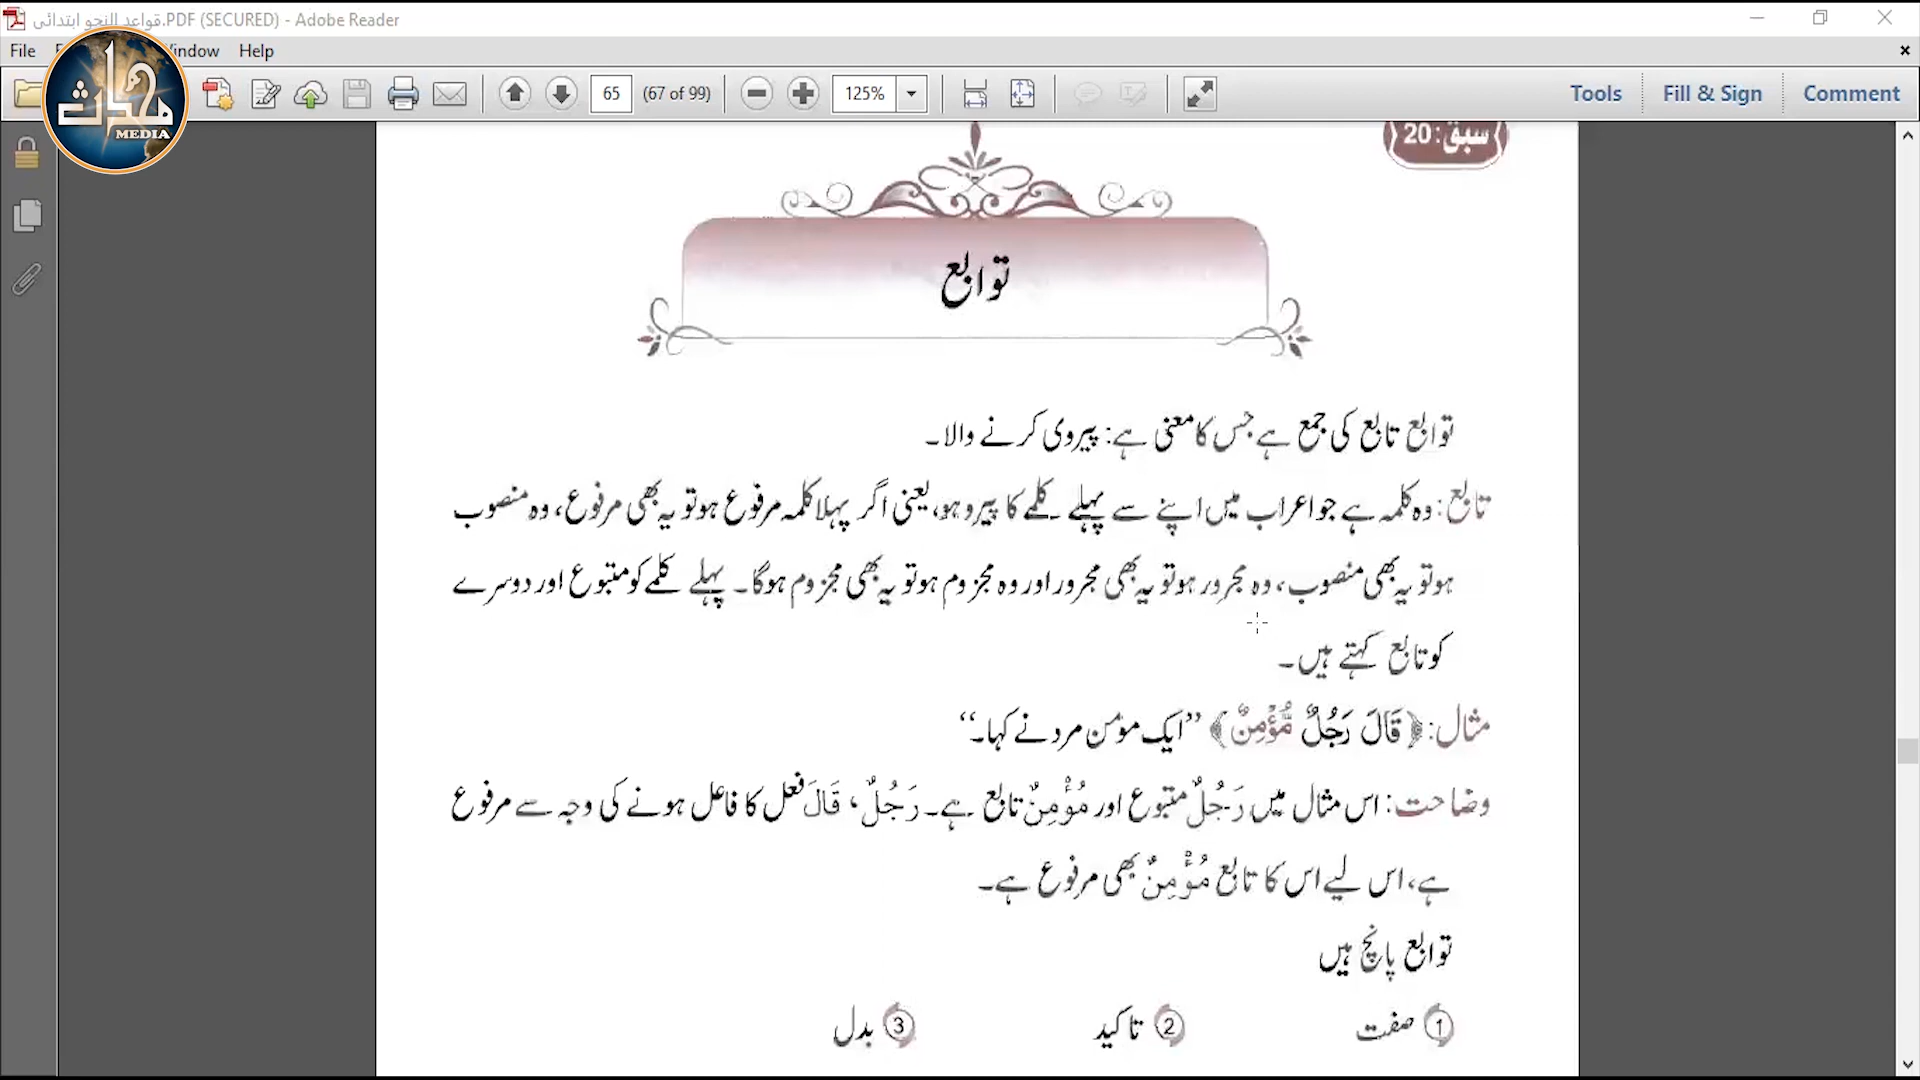 قواعد النحو ابتدائی.PDF (SECURED) - Adobe Reader
File
Window Help
محدث
MEDIA
65 (67 of 99) 125% Tools Fill & Sign Comment
سبق: 20
توابع
توابع تابع کی جمع ہے جس کا معنی ہے: پیروی کرنے والا۔
تابع: وہ کلمہ ہے جو اعراب میں اپنے سے پہلے کلمے کا پیرو ہو، یعنی اگر پہلا کلمہ مرفوع ہو تو یہ بھی مرفوع، وہ منصوب
ہو تو یہ بھی منصوب، وہ مجرور ہو تو یہ بھی مجرور اور وہ مجزوم ہو تو یہ بھی مجزوم ہوگا۔ پہلے کلمے کو متبوع اور دوسرے
کو تابع کہتے ہیں۔
مثال: ﴿قَالَ رَجُلٌ مُّؤْمِنٌ﴾ ”ایک مومن مرد نے کہا۔“
وضاحت: اس مثال میں رَجُلٌ متبوع اور مُؤْمِنٌ تابع ہے۔ رَجُلٌ، قَالَ فعل کا فاعل ہونے کی وجہ سے مرفوع
ہے، اس لیے اس کا تابع مُؤْمِنٌ بھی مرفوع ہے۔
توابع پانچ ہیں
① صفت ② تاکید ③ بدل